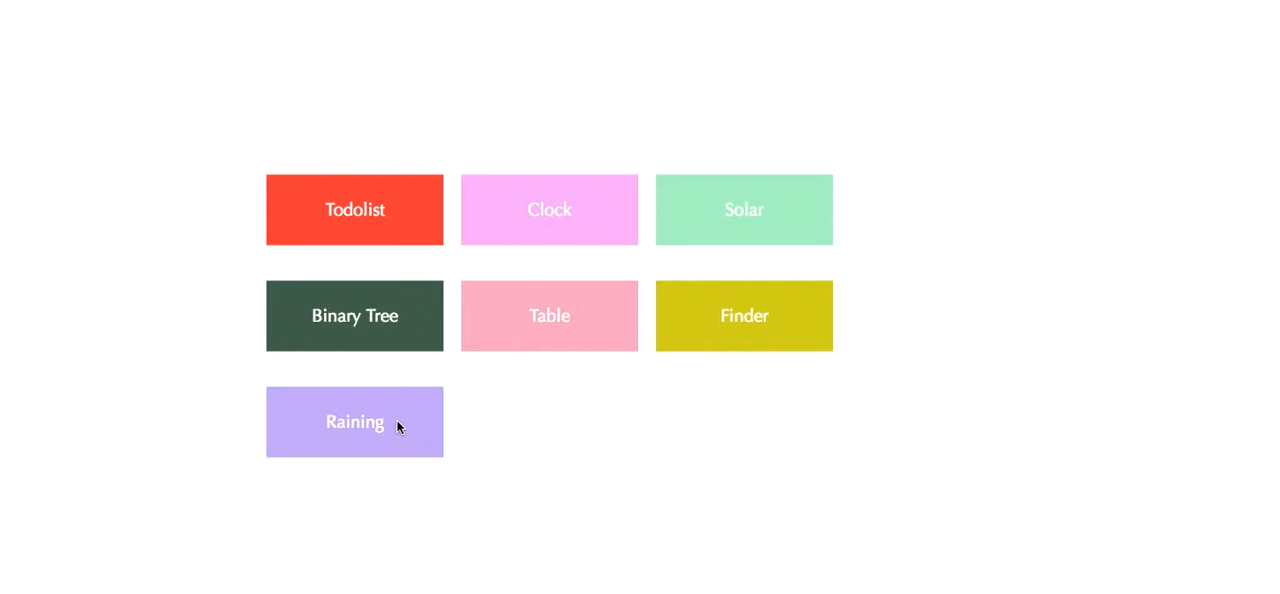 Todolist
Clock
Solar
Binary Tree
Table
Finder
Raining